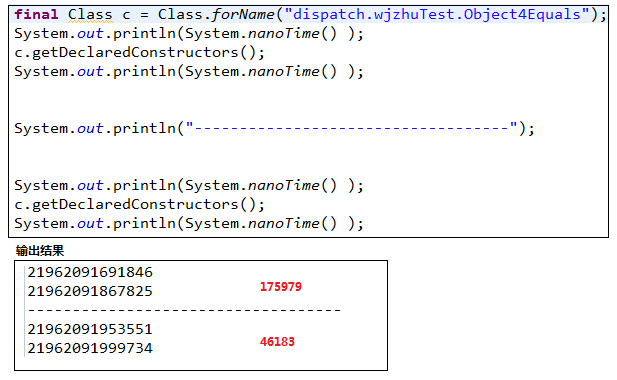 final Class c = Class.forName("dispatch.wjzhuTest.Object4Equals");
System.out.println(System.nanoTime() );
c.getDeclaredConstructors();
System.out.println(System.nanoTime() );
System.out.println("-----------------------------------");
System.out.println(System.nanoTime() );
c.getDeclaredConstructors();
System.out.println(System.nanoTime() );
输出结果
21962091691846
21962091867825 175979
-----------------------------------
21962091953551
21962091999734 46183